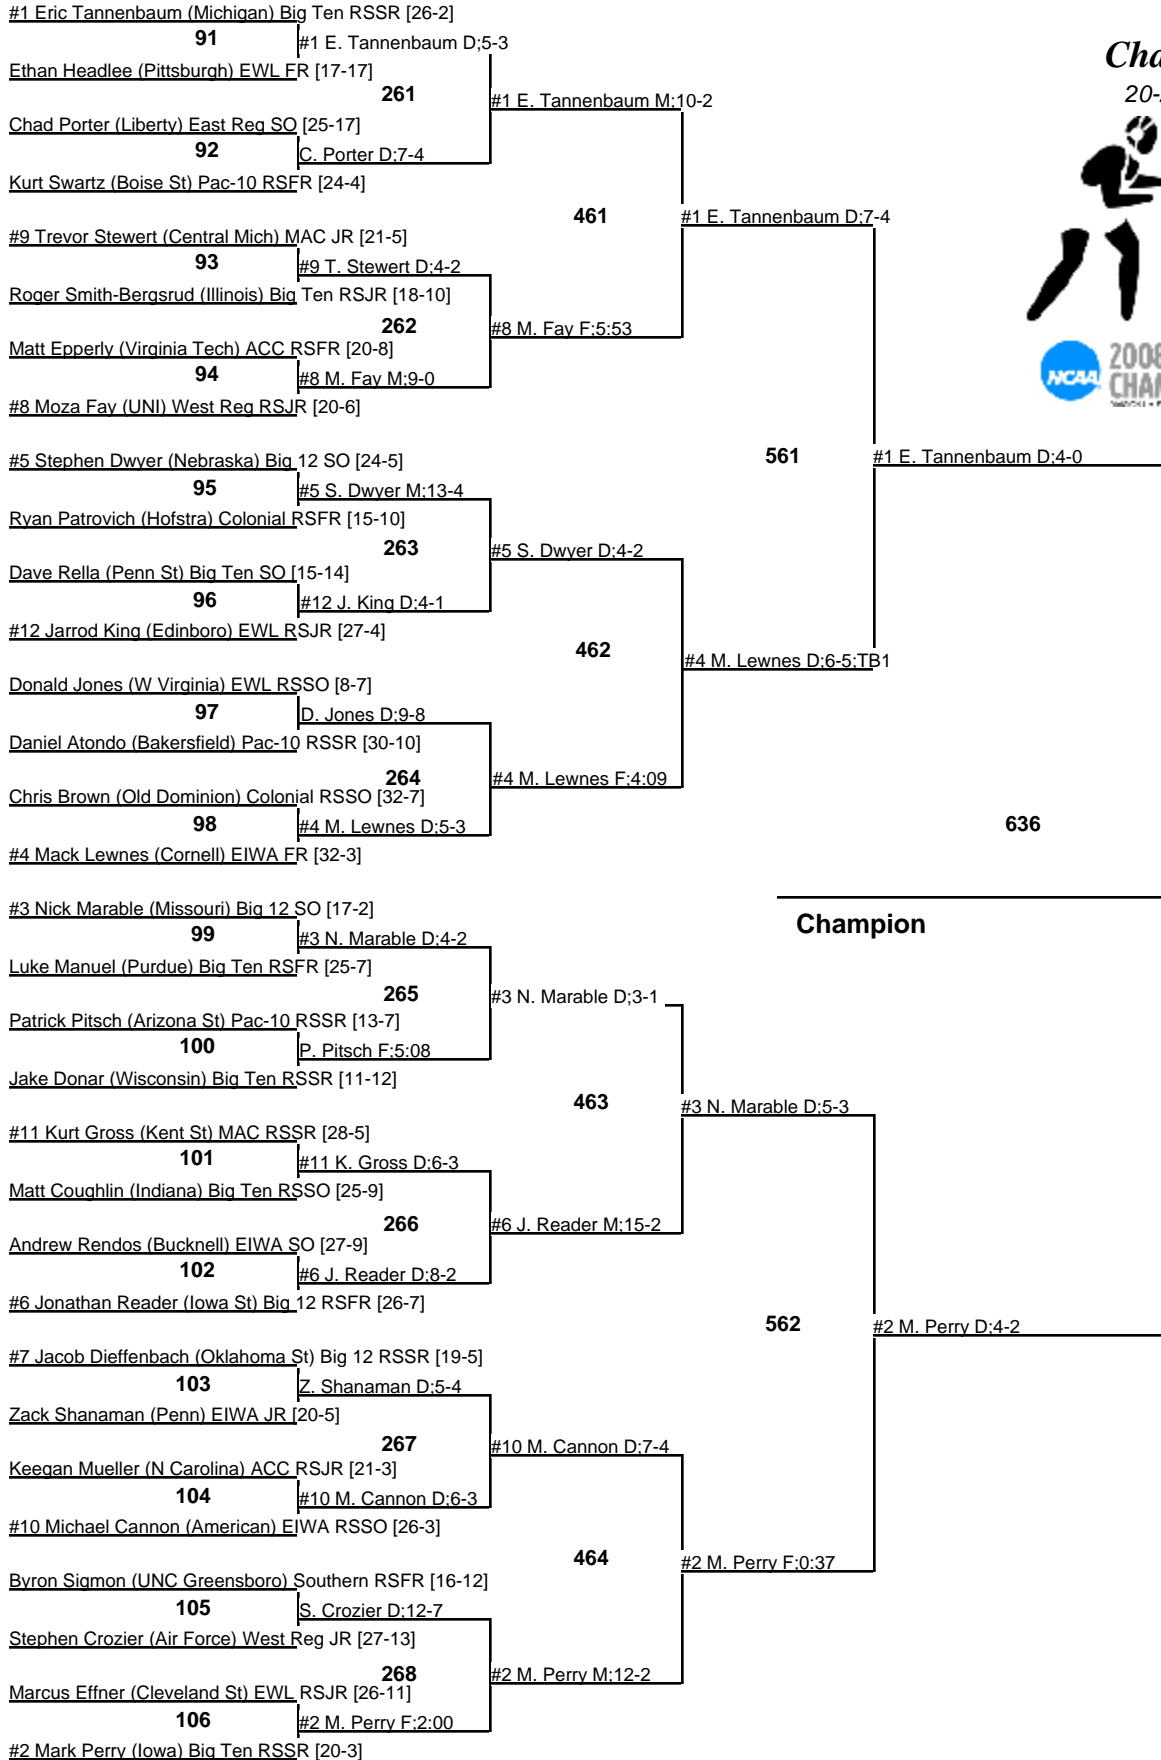 #1 Eric Tannenbaum (Michigan) Big Ten RSSR [26-2]
91
#1 E. Tannenbaum D;5-3
Ethan Headlee (Pittsburgh) EWL FR [17-17]
261
#1 E. Tannenbaum M;10-2
Chad Porter (Liberty) East Reg SO [25-17]
92
C. Porter D;7-4
Kurt Swartz (Boise St) Pac-10 RSFR [24-4]
461
#1 E. Tannenbaum D;7-4
#9 Trevor Stewert (Central Mich) MAC JR [21-5]
93
#9 T. Stewert D;4-2
Roger Smith-Bergsrud (Illinois) Big Ten RSJR [18-10]
262
#8 M. Fay F;5:53
Matt Epperly (Virginia Tech) ACC RSFR [20-8]
94
#8 M. Fay M;9-0
#8 Moza Fay (UNI) West Reg RSJR [20-6]
561
#1 E. Tannenbaum D;4-0
#5 Stephen Dwyer (Nebraska) Big 12 SO [24-5]
95
#5 S. Dwyer M;13-4
Ryan Patrovich (Hofstra) Colonial RSFR [15-10]
263
#5 S. Dwyer D;4-2
Dave Rella (Penn St) Big Ten SO [15-14]
96
#12 J. King D;4-1
#12 Jarrod King (Edinboro) EWL RSJR [27-4]
462
#4 M. Lewnes D;6-5;TB1
Donald Jones (W Virginia) EWL RSSO [8-7]
97
D. Jones D;9-8
Daniel Atondo (Bakersfield) Pac-10 RSSR [30-10]
264
#4 M. Lewnes F;4:09
Chris Brown (Old Dominion) Colonial RSSO [32-7]
98
#4 M. Lewnes D;5-3
#4 Mack Lewnes (Cornell) EIWA FR [32-3]
636
Champion
#3 Nick Marable (Missouri) Big 12 SO [17-2]
99
#3 N. Marable D;4-2
Luke Manuel (Purdue) Big Ten RSFR [25-7]
265
#3 N. Marable D;3-1
Patrick Pitsch (Arizona St) Pac-10 RSSR [13-7]
100
P. Pitsch F;5:08
Jake Donar (Wisconsin) Big Ten RSSR [11-12]
463
#3 N. Marable D;5-3
#11 Kurt Gross (Kent St) MAC RSSR [28-5]
101
#11 K. Gross D;6-3
Matt Coughlin (Indiana) Big Ten RSSO [25-9]
266
#6 J. Reader M;15-2
Andrew Rendos (Bucknell) EIWA SO [27-9]
102
#6 J. Reader D;8-2
#6 Jonathan Reader (Iowa St) Big 12 RSFR [26-7]
562
#2 M. Perry D;4-2
#7 Jacob Dieffenbach (Oklahoma St) Big 12 RSSR [19-5]
103
Z. Shanaman D;5-4
Zack Shanaman (Penn) EIWA JR [20-5]
267
#10 M. Cannon D;7-4
Keegan Mueller (N Carolina) ACC RSJR [21-3]
104
#10 M. Cannon D;6-3
#10 Michael Cannon (American) EIWA RSSO [26-3]
464
#2 M. Perry F;0:37
Byron Sigmon (UNC Greensboro) Southern RSFR [16-12]
105
S. Crozier D;12-7
Stephen Crozier (Air Force) West Reg JR [27-13]
268
#2 M. Perry M;12-2
Marcus Effner (Cleveland St) EWL RSJR [26-11]
106
#2 M. Perry F;2:00
#2 Mark Perry (Iowa) Big Ten RSSR [20-3]
Cha
20-
NCAA
2008
CHAM